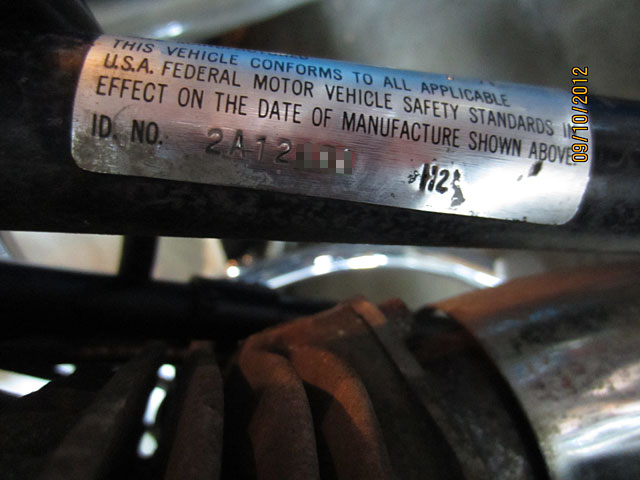 THIS VEHICLE CONFORMS TO ALL APPLICABLE
U.S.A. FEDERAL MOTOR VEHICLE SAFETY STANDARDS
EFFECT ON THE DATE OF MANUFACTURE SHOWN ABOVE
ID. NO. 2A12
09/10/2012